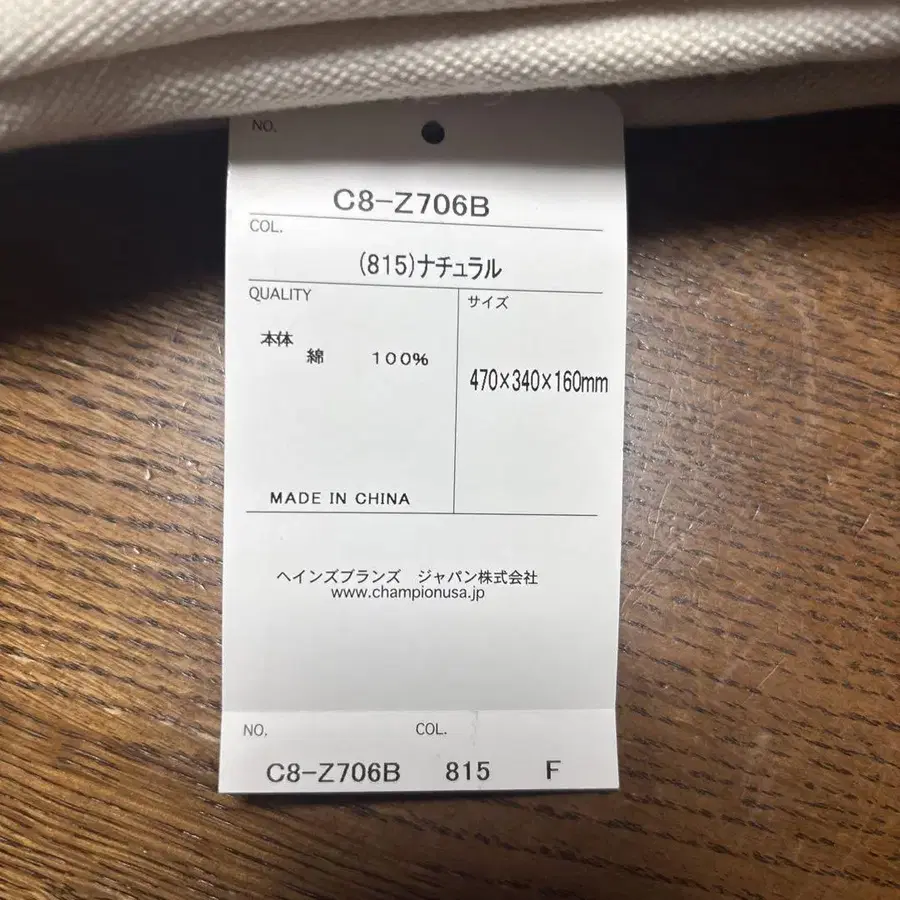 NO.
C8-Z706B
COL.
(815)ナチュラル
QUALITY
サイズ
本体
綿 100%
470×340×160mm
MADE IN CHINA
ヘインズブランズ ジャパン株式会社
www.championusa.jp
NO. COL.
C8-Z706B 815 F